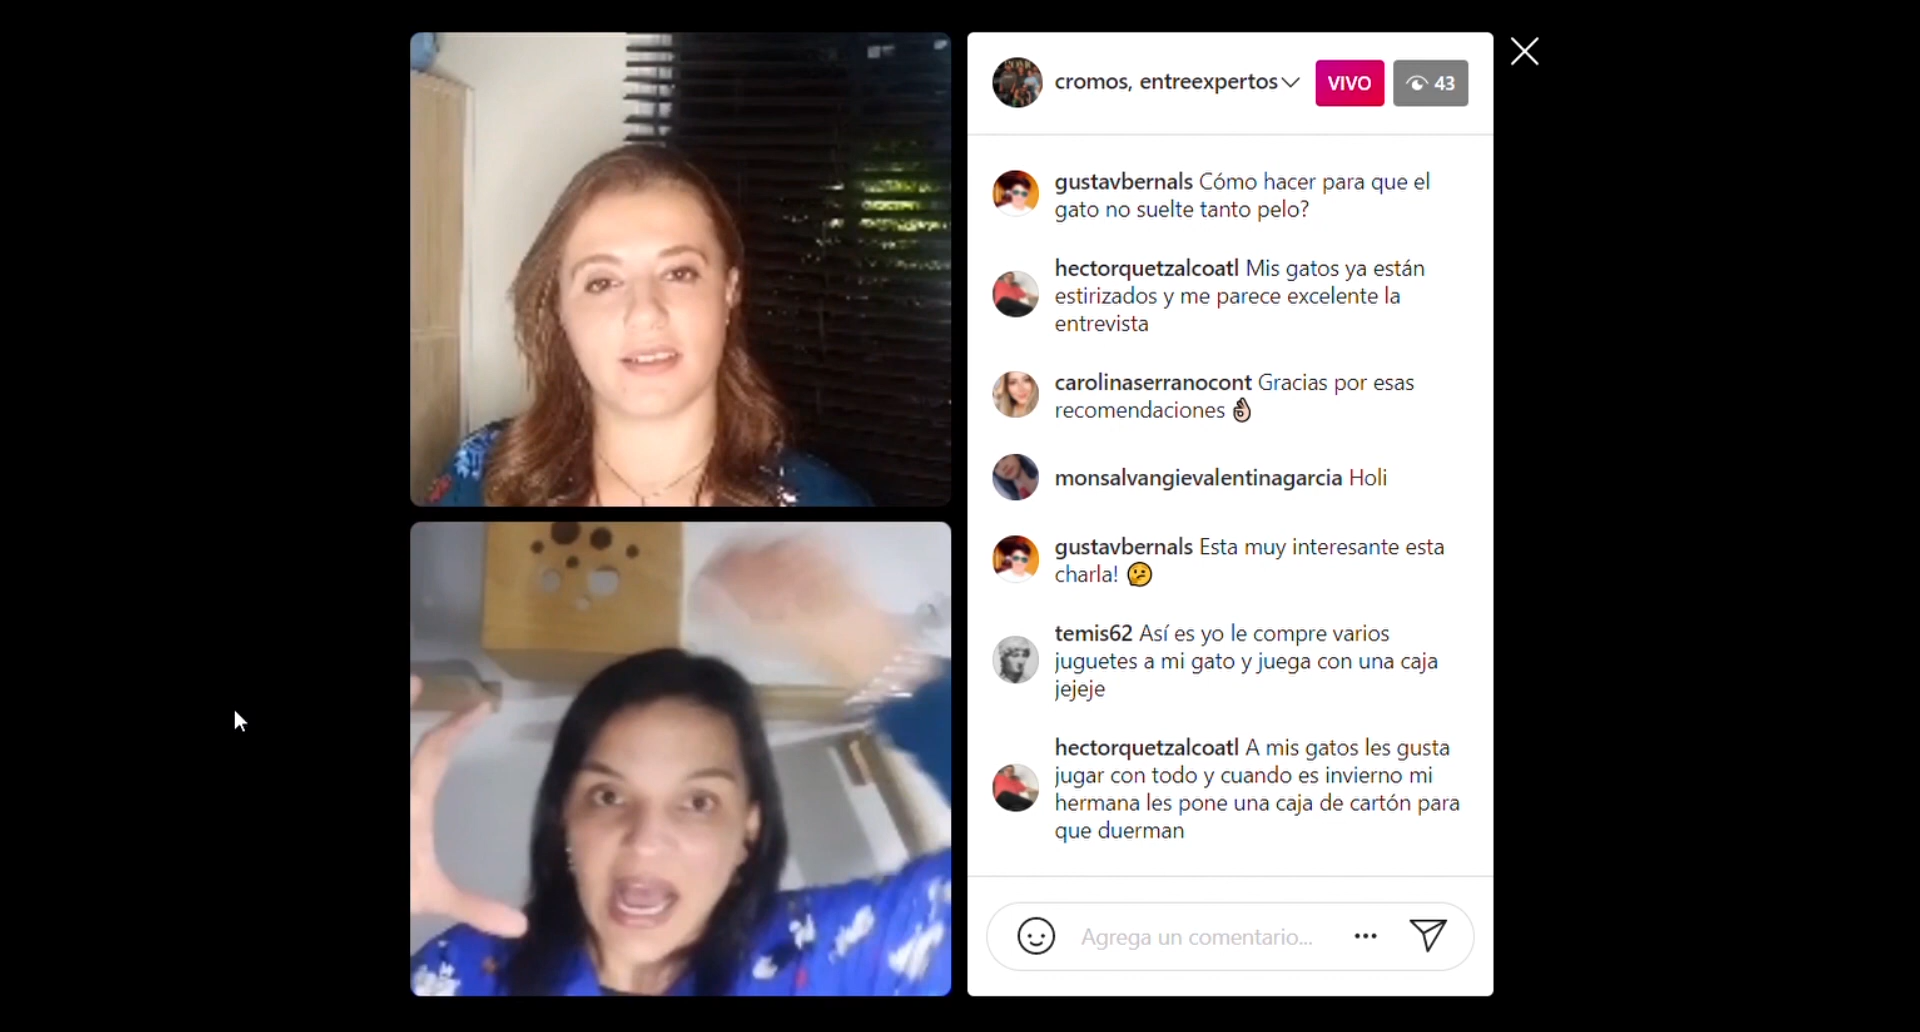 cromos, entreexpertos
VIVO
43
gustavbernals Cómo hacer para que el
gato no suelte tanto pelo?
hectorquetzalcoatl Mis gatos ya están
estirizados y me parece excelente la
entrevista
carolinaserranocont Gracias por esas
recomendaciones 👌🏻
monsalvangievalentinagarcia Holi
gustavbernals Esta muy interesante esta
charla! 🤔
temis62 Así es yo le compre varios
juguetes a mi gato y juega con una caja
jejeje
hectorquetzalcoatl A mis gatos les gusta
jugar con todo y cuando es invierno mi
hermana les pone una caja de cartón para
que duerman
Agrega un comentario...